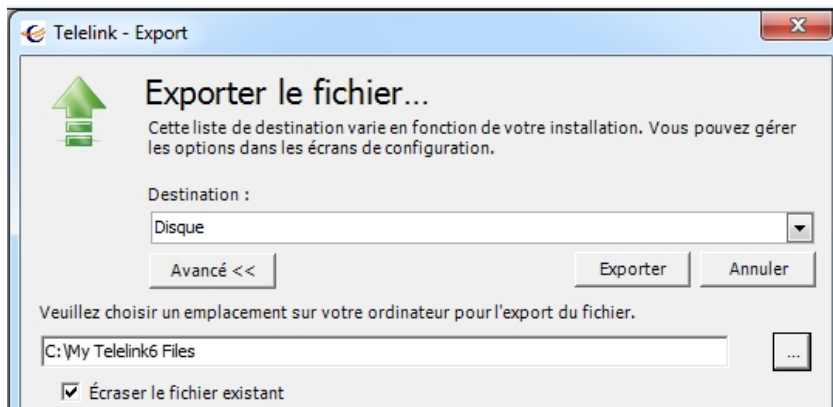 Telelink - Export
Exporter le fichier...
Cette liste de destination varie en fonction de votre installation. Vous pouvez gérer
les options dans les écrans de configuration.
Destination :
Disque
Avancé <<
Exporter
Annuler
Veuillez choisir un emplacement sur votre ordinateur pour l'export du fichier.
C:\My Telelink6 Files
...
Écraser le fichier existant